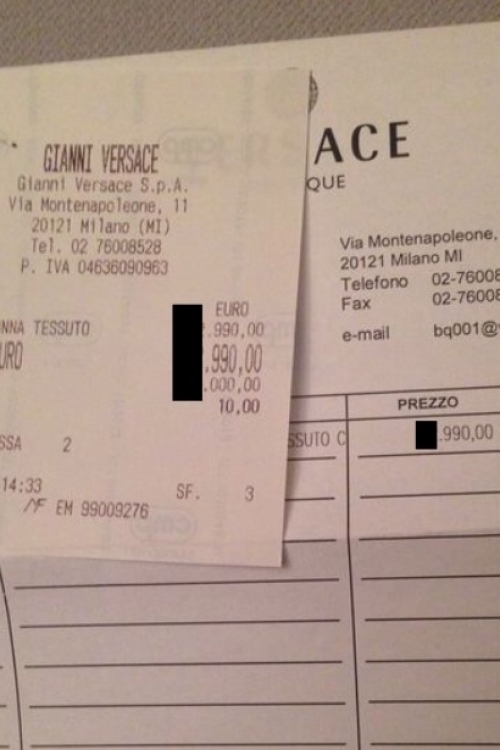 GIANNI VERSACE
Gianni Versace S.p.A.
Via Montenapoleone, 11
20121 Milano (MI)
Tel. 02 76008528
P. IVA 04636090963
EURO
NNA TESSUTO .990,00
URO .990,00
.000,00
10,00
SSA 2
14:33 SF. 3
MF EM 99009276
ACE
QUE
Via Montenapoleone,
20121 Milano MI
Telefono 02-76008
Fax 02-76008
e-mail bq001@
PREZZO
SSUTO C .990,00